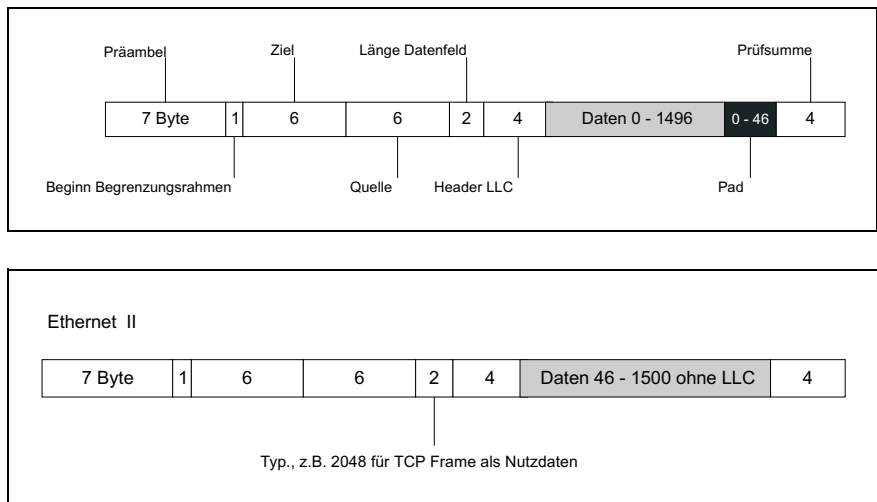 Präambel Ziel Länge Datenfeld Prüfsumme
7 Byte 1 6 6 2 4 Daten 0 - 1496 0 - 46 4
Beginn Begrenzungsrahmen Quelle Header LLC Pad
Ethernet II
7 Byte 1 6 6 2 4 Daten 46 - 1500 ohne LLC 4
Typ., z.B. 2048 für TCP Frame als Nutzdaten